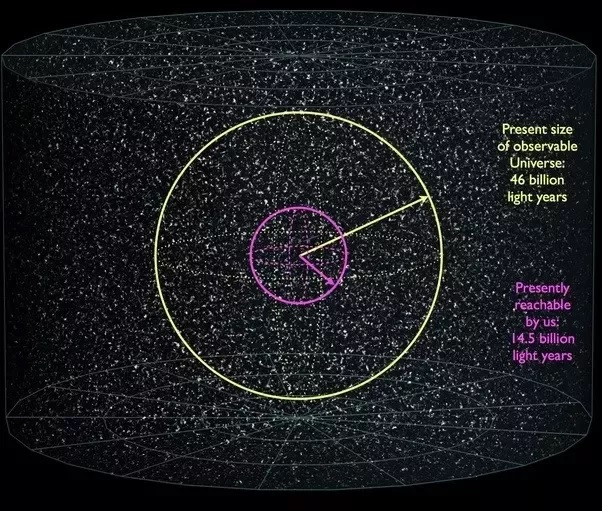 Present size
of observable
Universe:
46 billion
light years
Presently
reachable
by us:
14.5 billion
light years